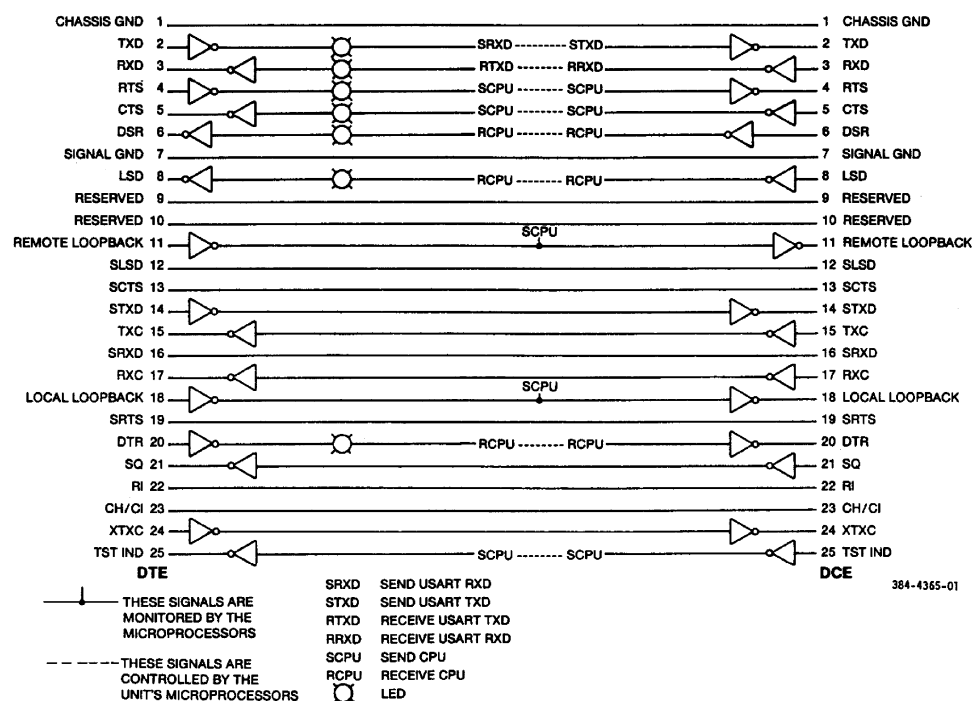 CHASSIS GND 1 1 CHASSIS GND
TXD 2 SRXD STXD 2 TXD
RXD 3 RTXD RRXD 3 RXD
RTS 4 SCPU SCPU 4 RTS
CTS 5 SCPU SCPU 5 CTS
DSR 6 RCPU RCPU 6 DSR
SIGNAL GND 7 7 SIGNAL GND
LSD 8 RCPU RCPU 8 LSD
RESERVED 9 9 RESERVED
RESERVED 10 10 RESERVED
SCPU
REMOTE LOOPBACK 11 11 REMOTE LOOPBACK
SLSD 12 12 SLSD
SCTS 13 13 SCTS
STXD 14 14 STXD
TXC 15 15 TXC
SRXD 16 16 SRXD
RXC 17 17 RXC
SCPU
LOCAL LOOPBACK 18 18 LOCAL LOOPBACK
SRTS 19 19 SRTS
DTR 20 RCPU RCPU 20 DTR
SQ 21 21 SQ
RI 22 22 RI
CH/CI 23 23 CH/CI
XTXC 24 24 XTXC
TST IND 25 SCPU SCPU 25 TST IND
DTE DCE
384-4365-01
THESE SIGNALS ARE
MONITORED BY THE
MICROPROCESSORS
THESE SIGNALS ARE
CONTROLLED BY THE
UNIT'S MICROPROCESSORS
SRXD SEND USART RXD
STXD SEND USART TXD
RTXD RECEIVE USART TXD
RRXD RECEIVE USART RXD
SCPU SEND CPU
RCPU RECEIVE CPU
LED